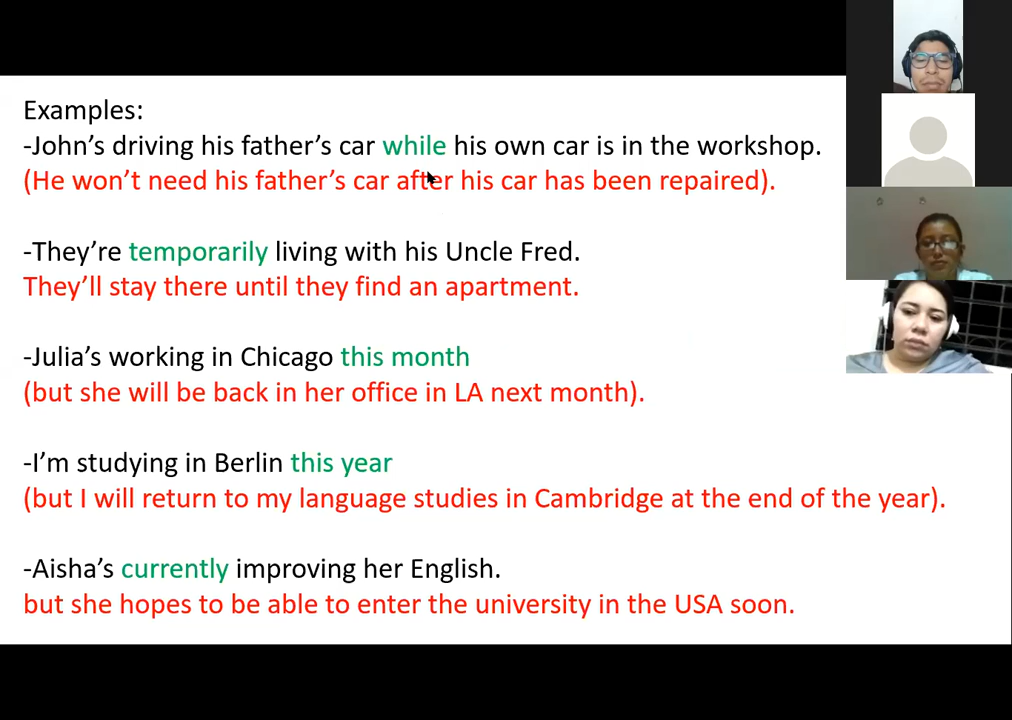 Examples:
-John’s driving his father’s car while his own car is in the workshop.
(He won’t need his father’s car after his car has been repaired).
-They’re temporarily living with his Uncle Fred.
They’ll stay there until they find an apartment.
-Julia’s working in Chicago this month
(but she will be back in her office in LA next month).
-I’m studying in Berlin this year
(but I will return to my language studies in Cambridge at the end of the year).
-Aisha’s currently improving her English.
but she hopes to be able to enter the university in the USA soon.